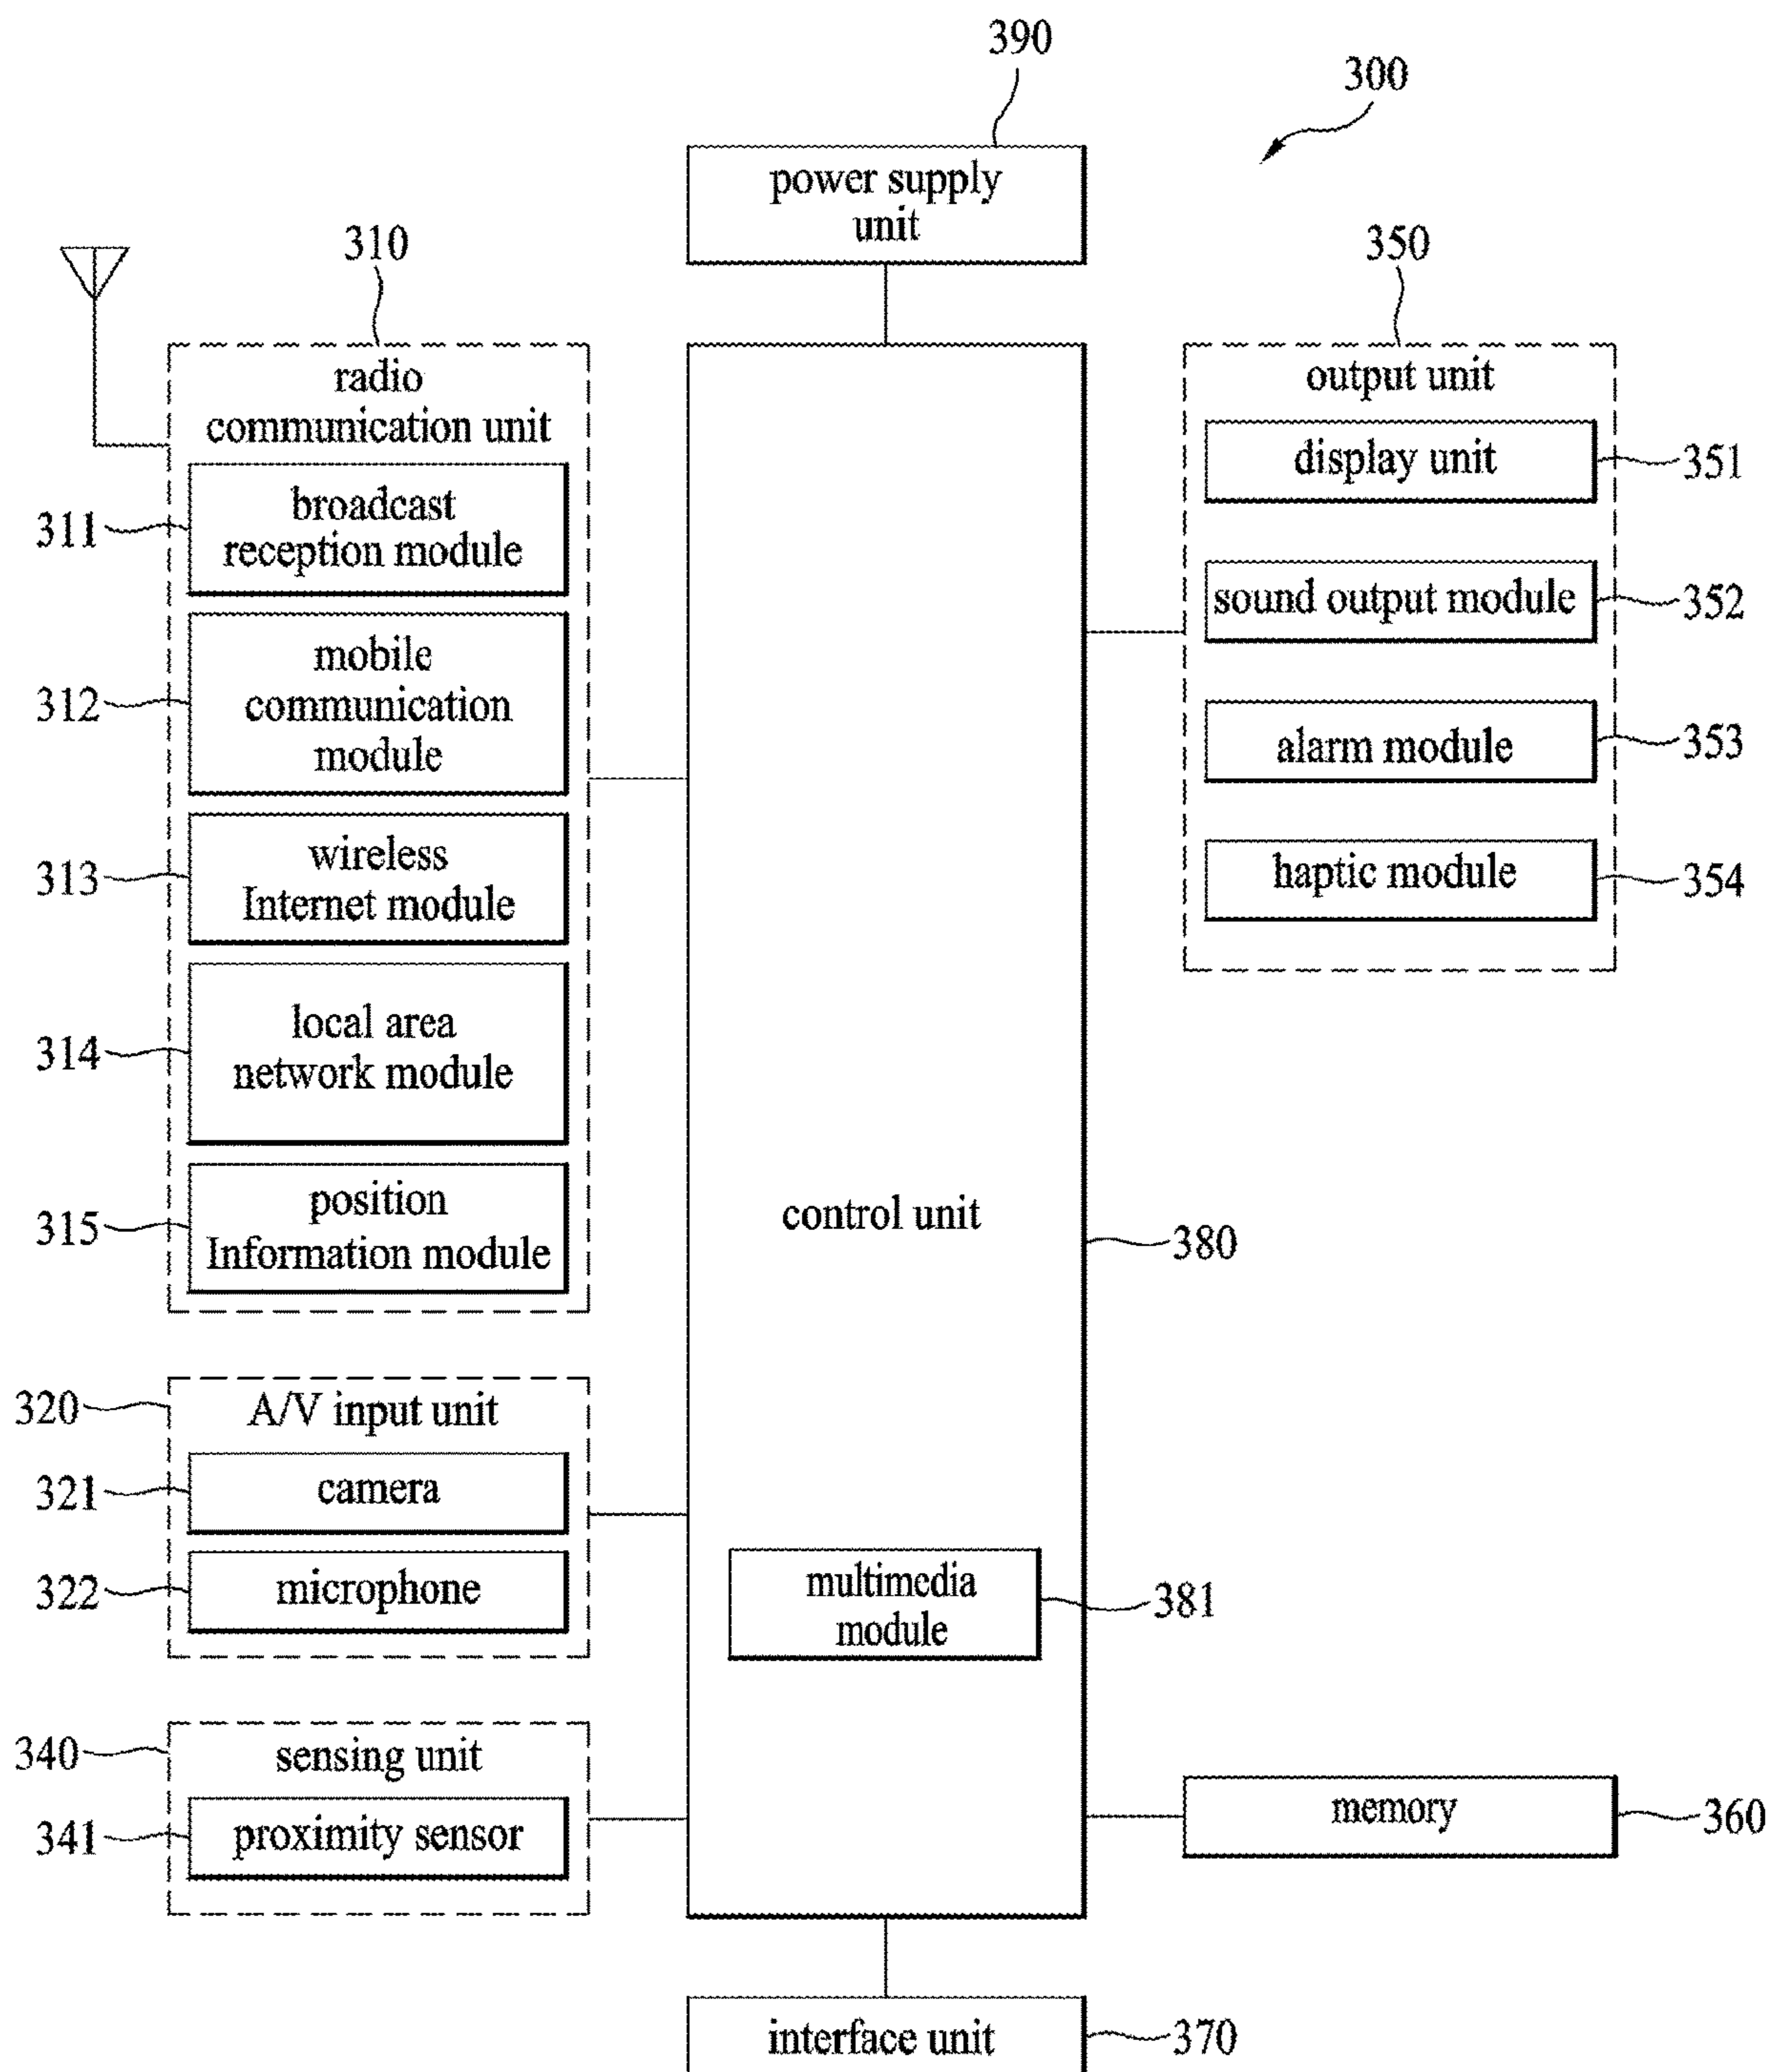 390
300
power supply
unit
310
350
radio
communication unit
311
broadcast
reception module
312
mobile
communication
module
313
wireless
Internet module
314
local area
network module
315
position
Information module
output unit
display unit
351
sound output module
352
alarm module
353
haptic module
354
control unit
380
320
A/V input unit
321
camera
322
microphone
multimedia
module
381
340
sensing unit
341
proximity sensor
memory
360
interface unit
370